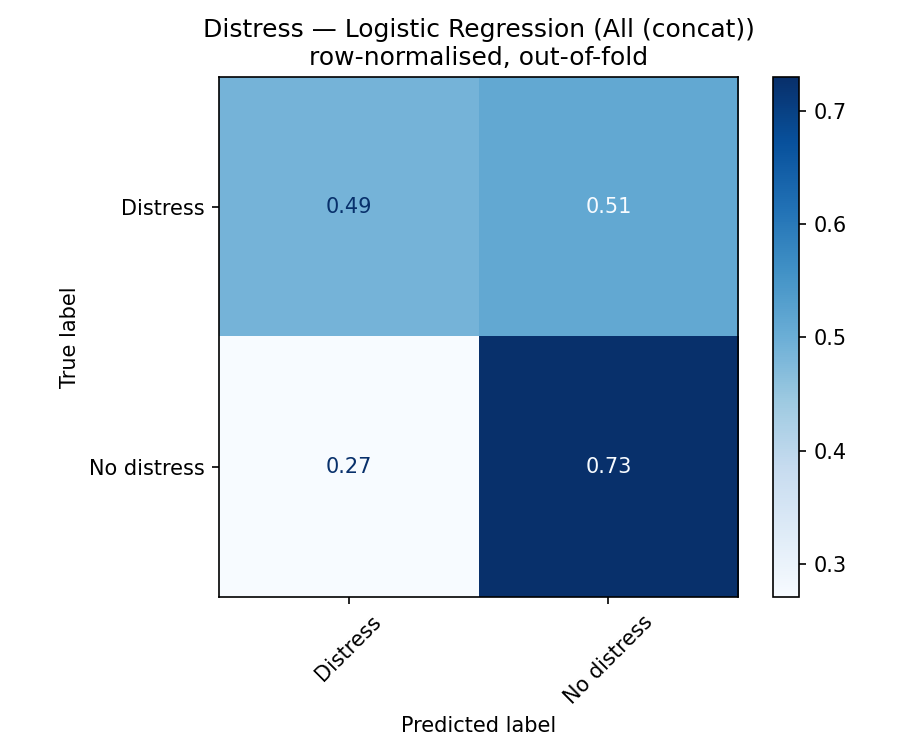 Distress — Logistic Regression (All (concat))
row-normalised, out-of-fold
True label
Distress
0.49
0.51
No distress
0.27
0.73
Distress
No distress
Predicted label
0.7
0.6
0.5
0.4
0.3